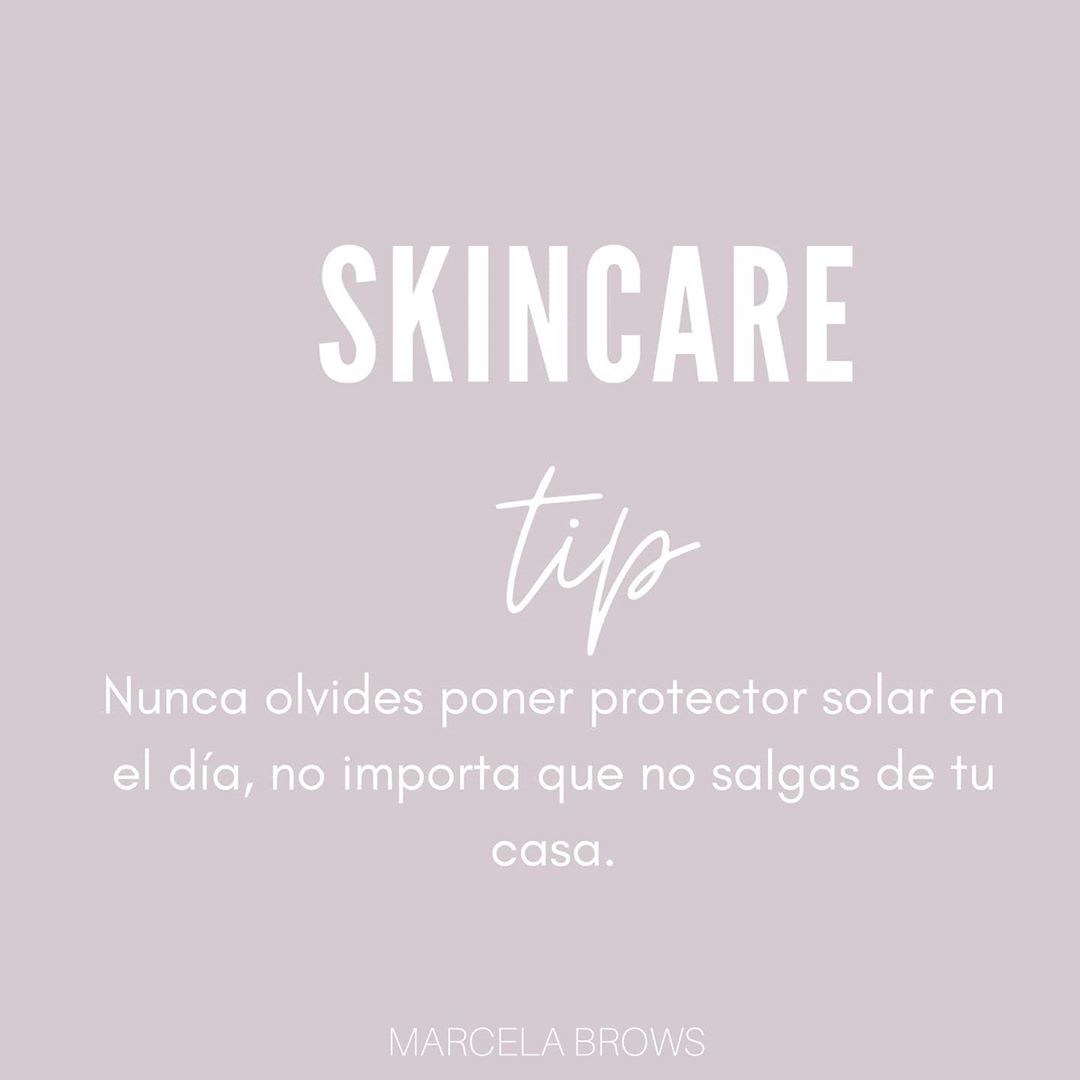 SKINCARE
tip
Nunca olvides poner protector solar en
el día, no importa que no salgas de tu
casa.
MARCELA BROWS